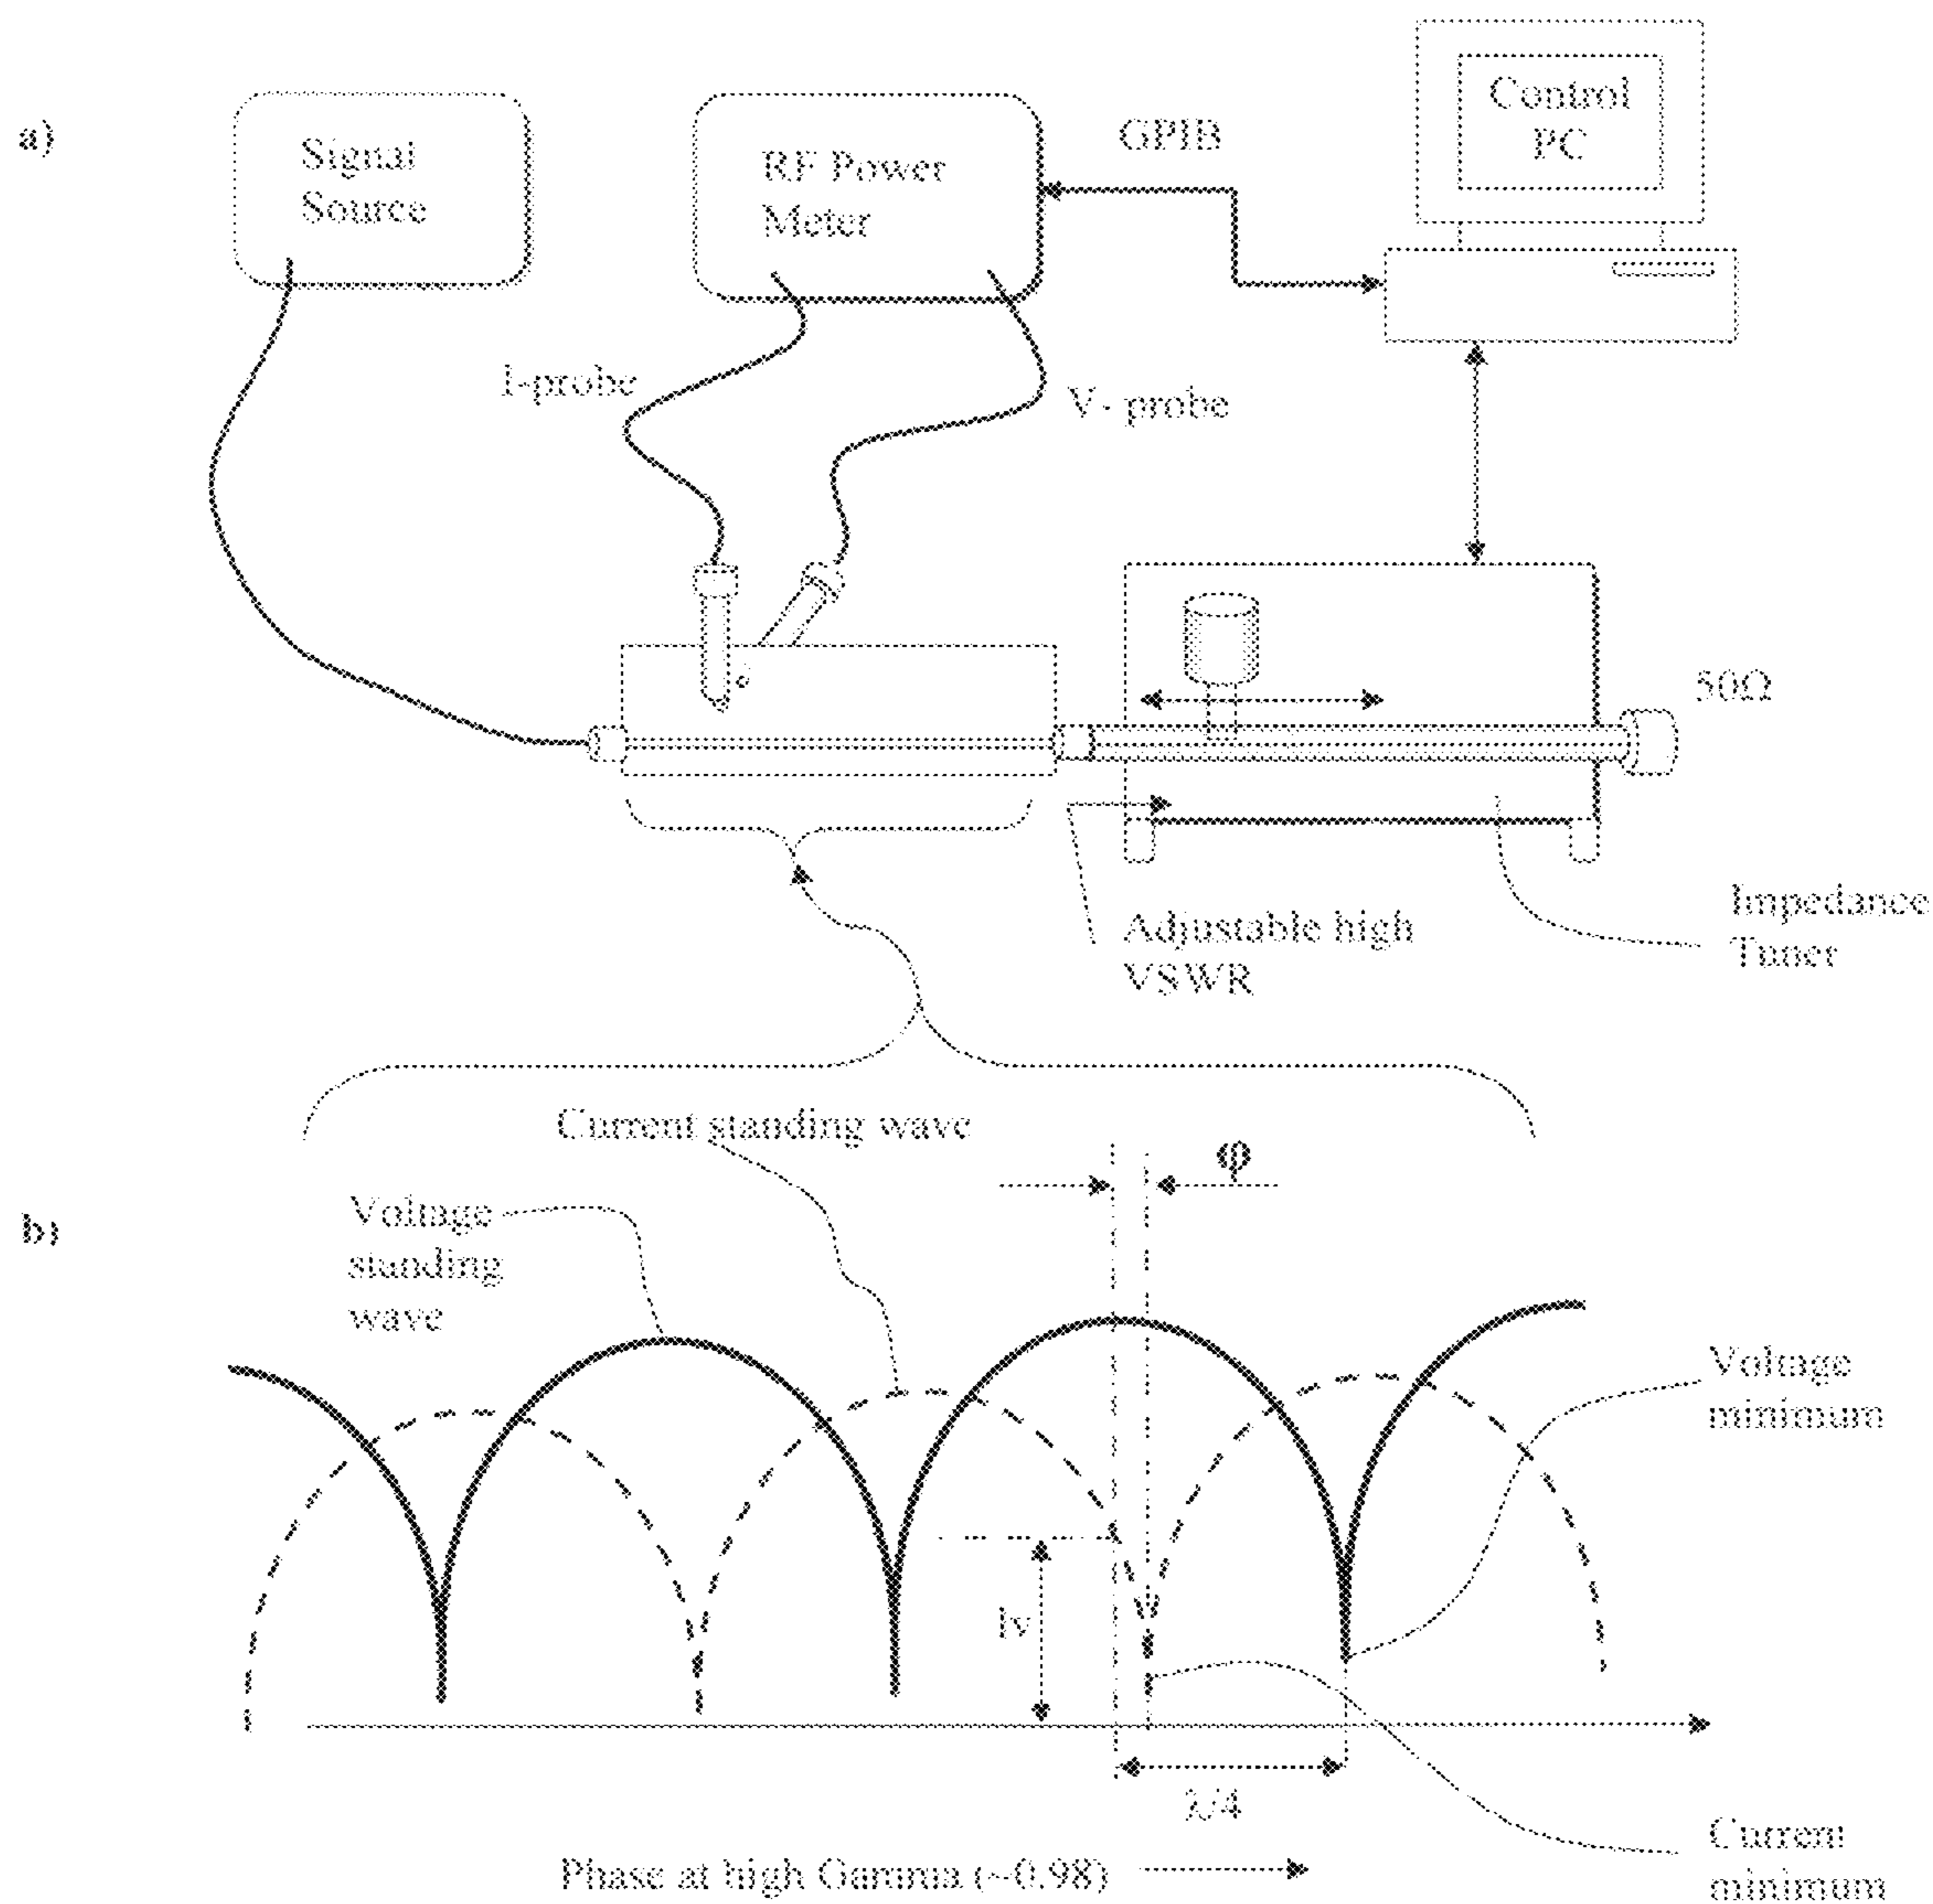 a)
Signal
Source
RF Power
Meter
GPIB
Control
PC
I-probe
V- probe
50Ω
Adjustable high
VSWR
Impedance
Tuner
b)
Current standing wave
φ
Voltage
standing
wave
Voltage
minimum
Iv
λ/4
Current
minimum
Phase at high Gamma (~0.98)